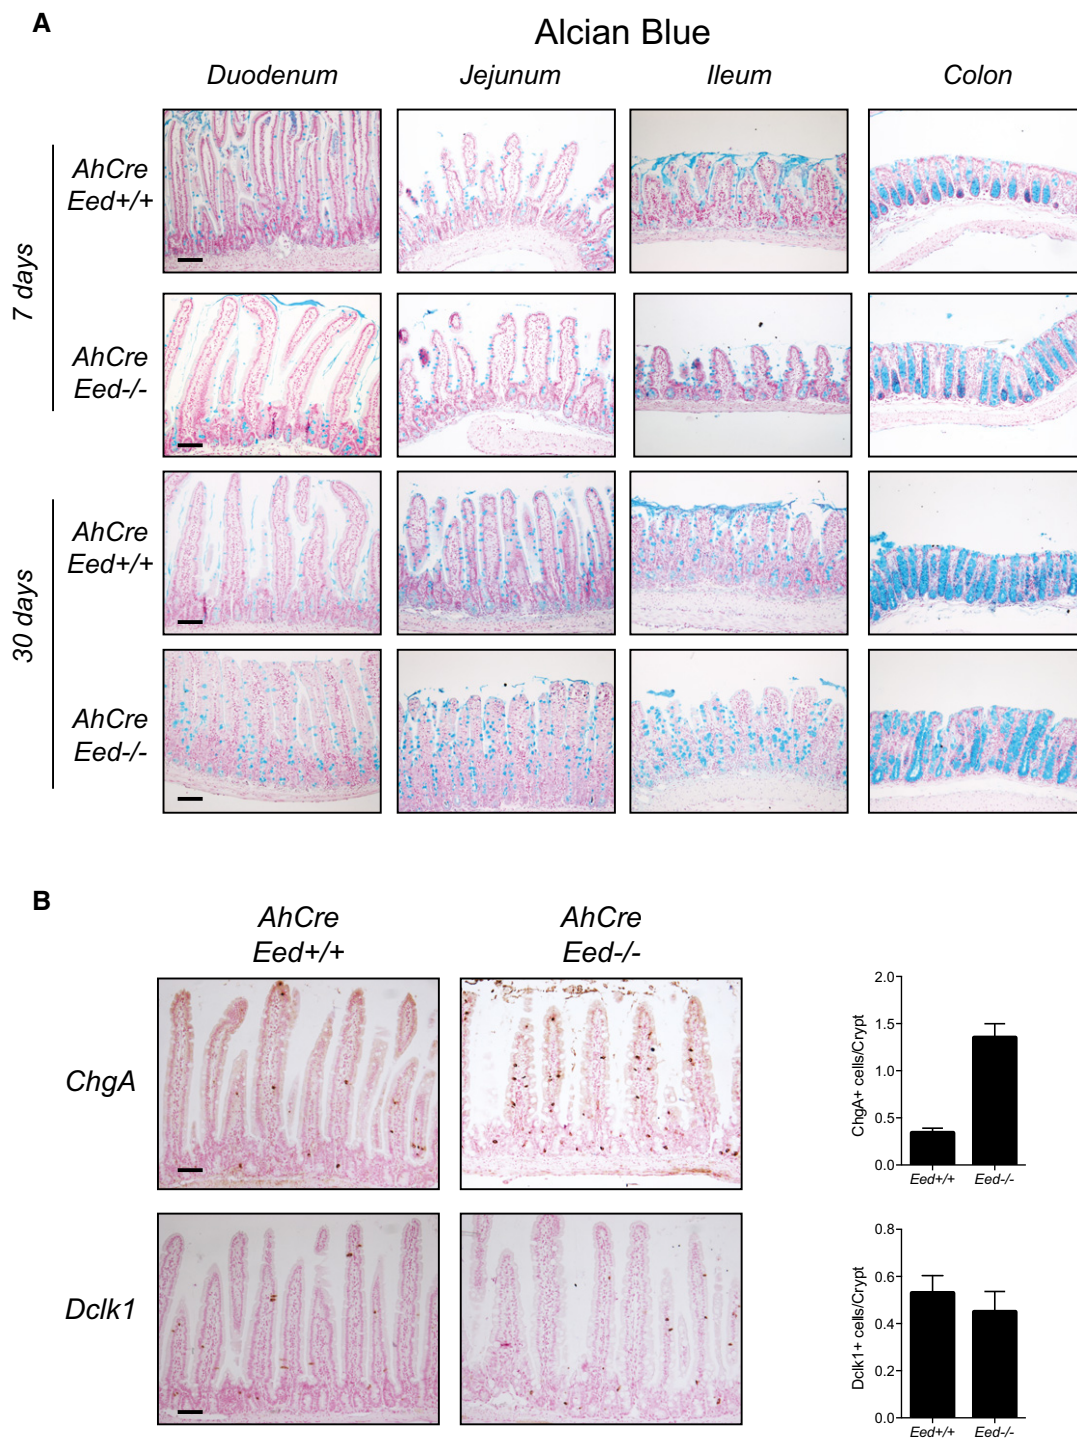 A
Alcian Blue
Duodenum Jejunum Ileum Colon
7 days
AhCre
Eed+/+
AhCre
Eed-/-
30 days
AhCre
Eed+/+
AhCre
Eed-/-
B
AhCre
Eed+/+
AhCre
Eed-/-
ChgA
ChgA+ cells/Crypt
2.0
1.5
1.0
0.5
0.0
Eed+/+ Eed-/-
Dclk1
Dclk1+ cells/Crypt
0.8
0.6
0.4
0.2
0.0
Eed+/+ Eed-/-